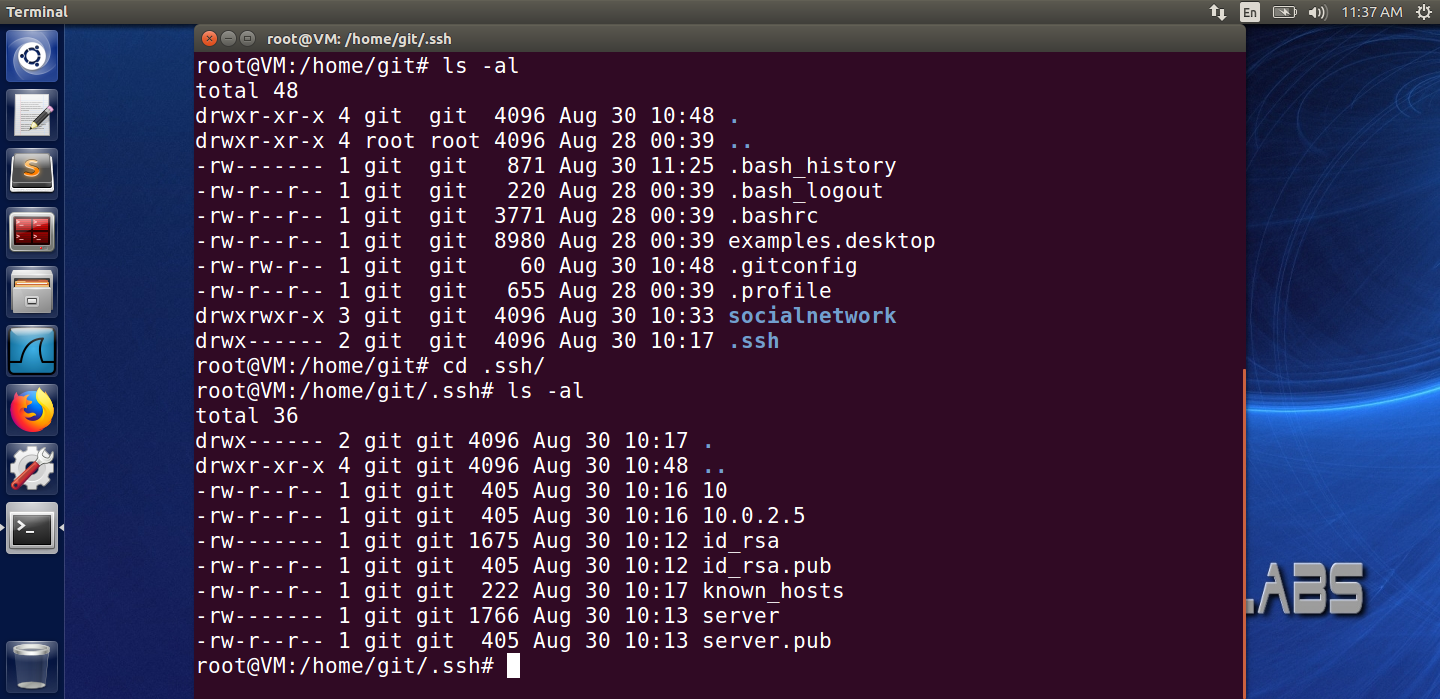 Terminal
En
11:37 AM
root@VM: /home/git/.ssh
root@VM:/home/git# ls -al
total 48
drwxr-xr-x 4 git  git  4096 Aug 30 10:48 .
drwxr-xr-x 4 root root 4096 Aug 28 00:39 ..
-rw------- 1 git  git   871 Aug 30 11:25 .bash_history
-rw-r--r-- 1 git  git   220 Aug 28 00:39 .bash_logout
-rw-r--r-- 1 git  git  3771 Aug 28 00:39 .bashrc
-rw-r--r-- 1 git  git  8980 Aug 28 00:39 examples.desktop
-rw-rw-r-- 1 git  git    60 Aug 30 10:48 .gitconfig
-rw-r--r-- 1 git  git   655 Aug 28 00:39 .profile
drwxrwxr-x 3 git  git  4096 Aug 30 10:33 socialnetwork
drwx------ 2 git  git  4096 Aug 30 10:17 .ssh
root@VM:/home/git# cd .ssh/
root@VM:/home/git/.ssh# ls -al
total 36
drwx------ 2 git git 4096 Aug 30 10:17 .
drwxr-xr-x 4 git git 4096 Aug 30 10:48 ..
-rw-r--r-- 1 git git  405 Aug 30 10:16 10
-rw-r--r-- 1 git git  405 Aug 30 10:16 10.0.2.5
-rw------- 1 git git 1675 Aug 30 10:12 id_rsa
-rw-r--r-- 1 git git  405 Aug 30 10:12 id_rsa.pub
-rw-r--r-- 1 git git  222 Aug 30 10:17 known_hosts
-rw------- 1 git git 1766 Aug 30 10:13 server
-rw-r--r-- 1 git git  405 Aug 30 10:13 server.pub
root@VM:/home/git/.ssh#
LABS